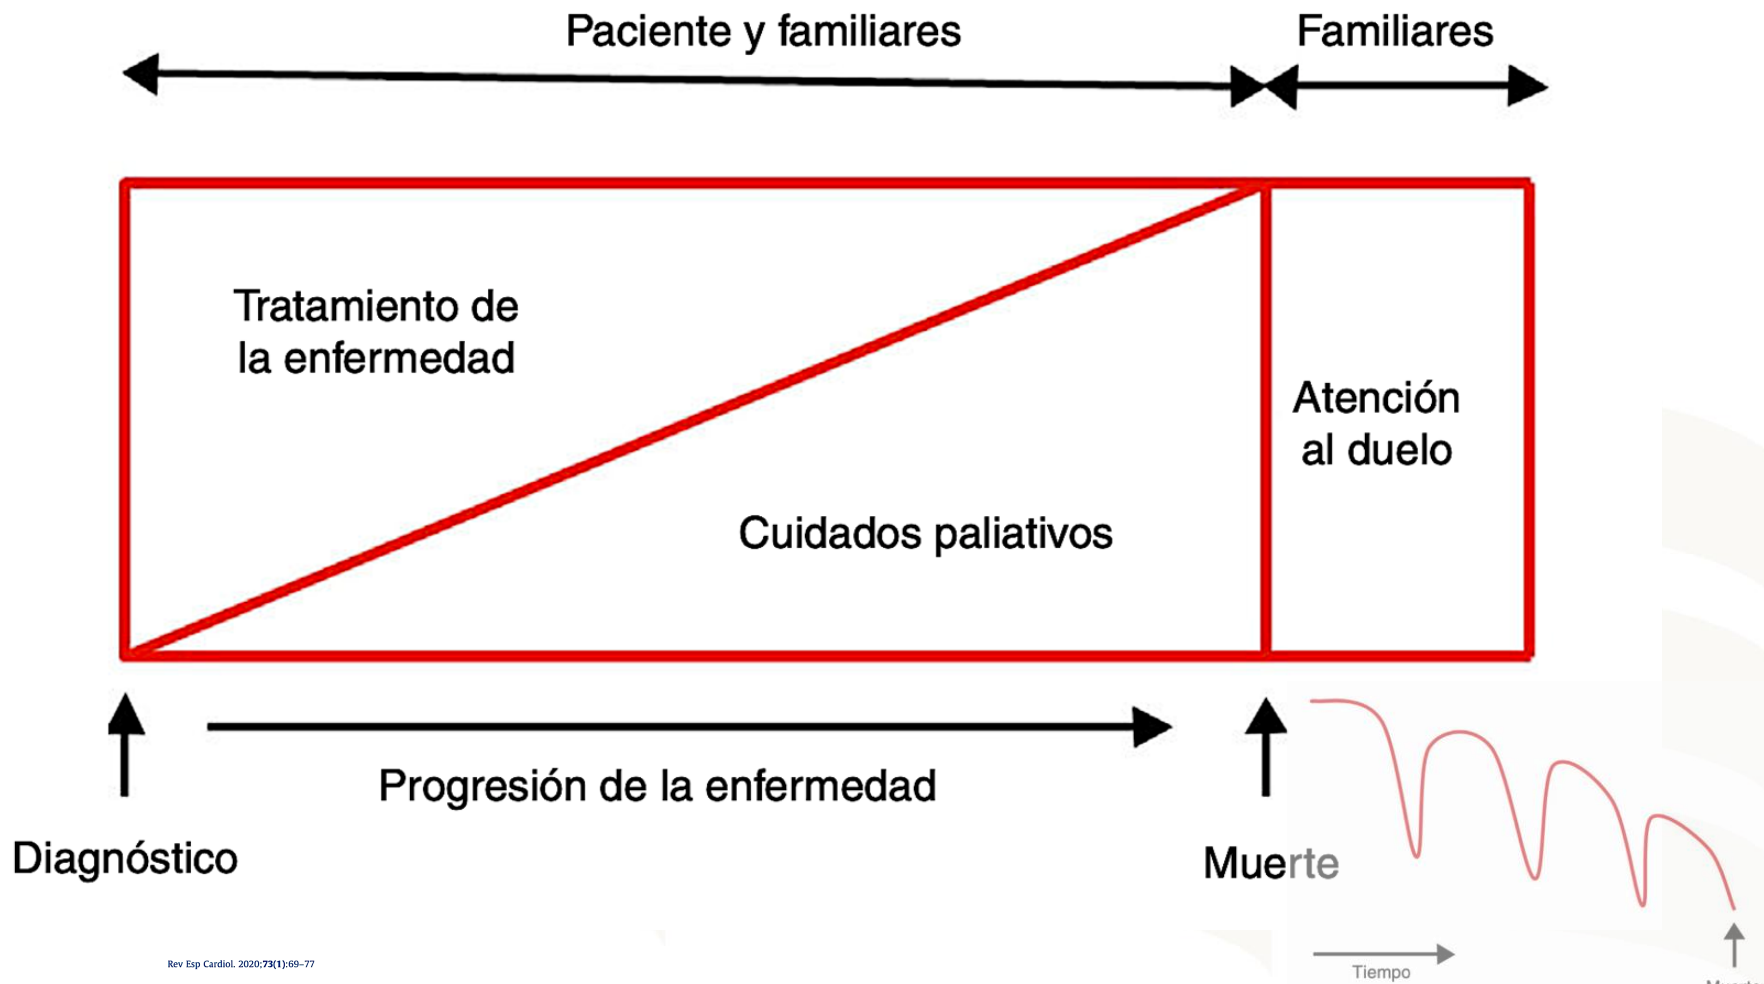 Paciente y familiares
Familiares
Tratamiento de
la enfermedad
Atención
al duelo
Cuidados paliativos
Progresión de la enfermedad
Diagnóstico
Muerte
Rev Esp Cardiol. 2020;73(1):69–77
Tiempo